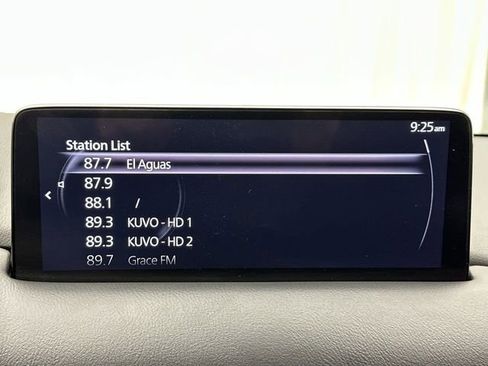 9:25am
Station List
87.7 El Aguas
87.9
88.1 /
89.3 KUVO - HD 1
89.3 KUVO - HD 2
89.7 Grace FM